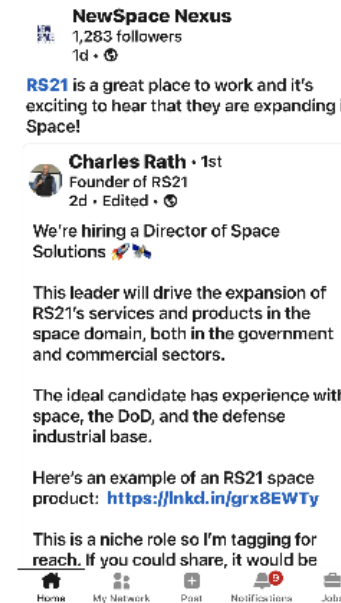 NewSpace Nexus
1,283 followers
1d •
RS21 is a great place to work and it's
exciting to hear that they are expanding i
Space!
Charles Rath • 1st
Founder of RS21
2d • Edited •
We're hiring a Director of Space
Solutions 🚀🛰️
This leader will drive the expansion of
RS21's services and products in the
space domain, both in the government
and commercial sectors.
The ideal candidate has experience with
space, the DoD, and the defense
industrial base.
Here's an example of an RS21 space
product: https://lnkd.in/grx8EWTy
This is a niche role so I'm tagging for
reach. If you could share, it would be
9
Home My Network Post Notifications Jobs